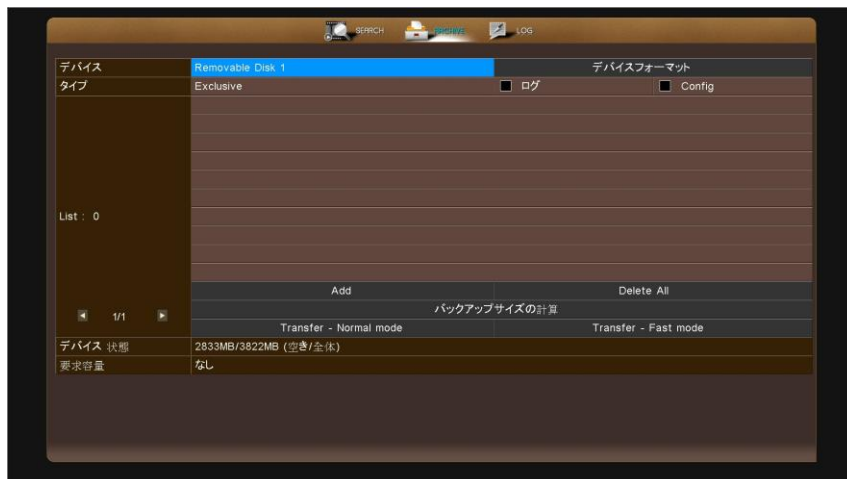 SEARCH ARCHIVE LOG
デバイス Removable Disk 1 デバイスフォーマット
タイプ Exclusive ログ Config
List : 0
Add Delete All
バックアップサイズの計算
1/1
Transfer - Normal mode Transfer - Fast mode
デバイス 状態 2833MB/3822MB (空き/全体)
要求容量 なし